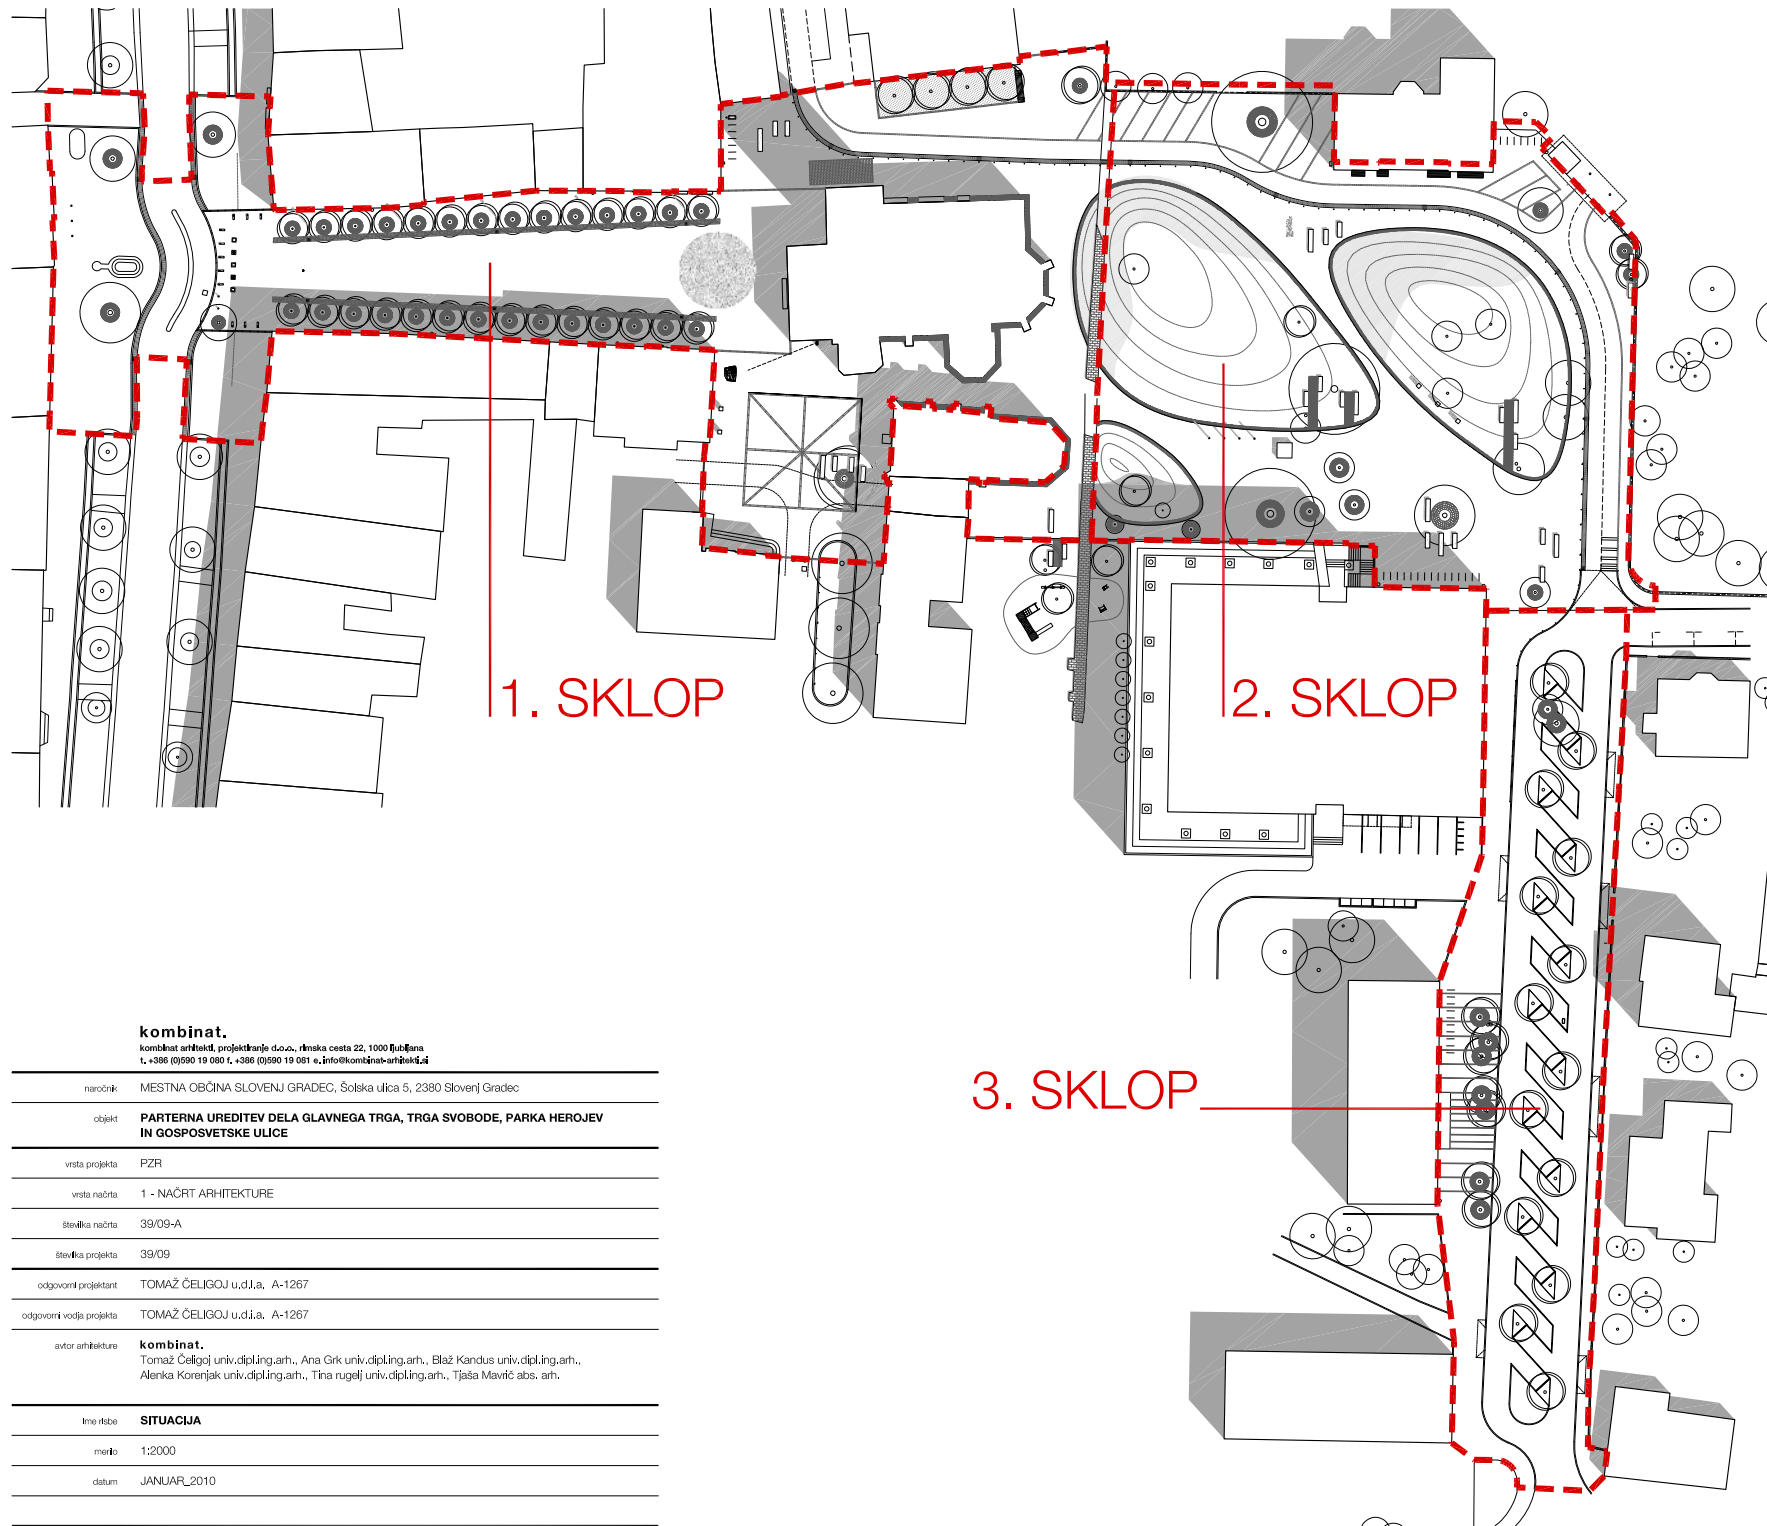 1. SKLOP
2. SKLOP
3. SKLOP
kombinat.
kombinat arhitekti, projektiranje d.o.o., rimska cesta 22, 1000 ljubljana
t. +386 (0)590 19 080 f. +386 (0)590 19 081 e. info@kombinat-arhitekti.si
naročnik MESTNA OBČINA SLOVENJ GRADEC, Šolska ulica 5, 2380 Slovenj Gradec
objekt PARTERNA UREDITEV DELA GLAVNEGA TRGA, TRGA SVOBODE, PARKA HEROJEV
IN GOSPOSVETSKE ULICE
vrsta projekta PZR
vrsta načrta 1 - NAČRT ARHITEKTURE
številka načrta 39/09-A
številka projekta 39/09
odgovorni projektant TOMAŽ ČELIGOJ u.d.i.a. A-1267
odgovorni vodja projekta TOMAŽ ČELIGOJ u.d.i.a. A-1267
avtor arhitekture kombinat.
Tomaž Čeligoj univ.dipl.ing.arh., Ana Grk univ.dipl.ing.arh., Blaž Kandus univ.dipl.ing.arh.,
Alenka Korenjak univ.dipl.ing.arh., Tina rugelj univ.dipl.ing.arh., Tjaša Mavrič abs. arh.
ime risbe SITUACIJA
merilo 1:2000
datum JANUAR_2010